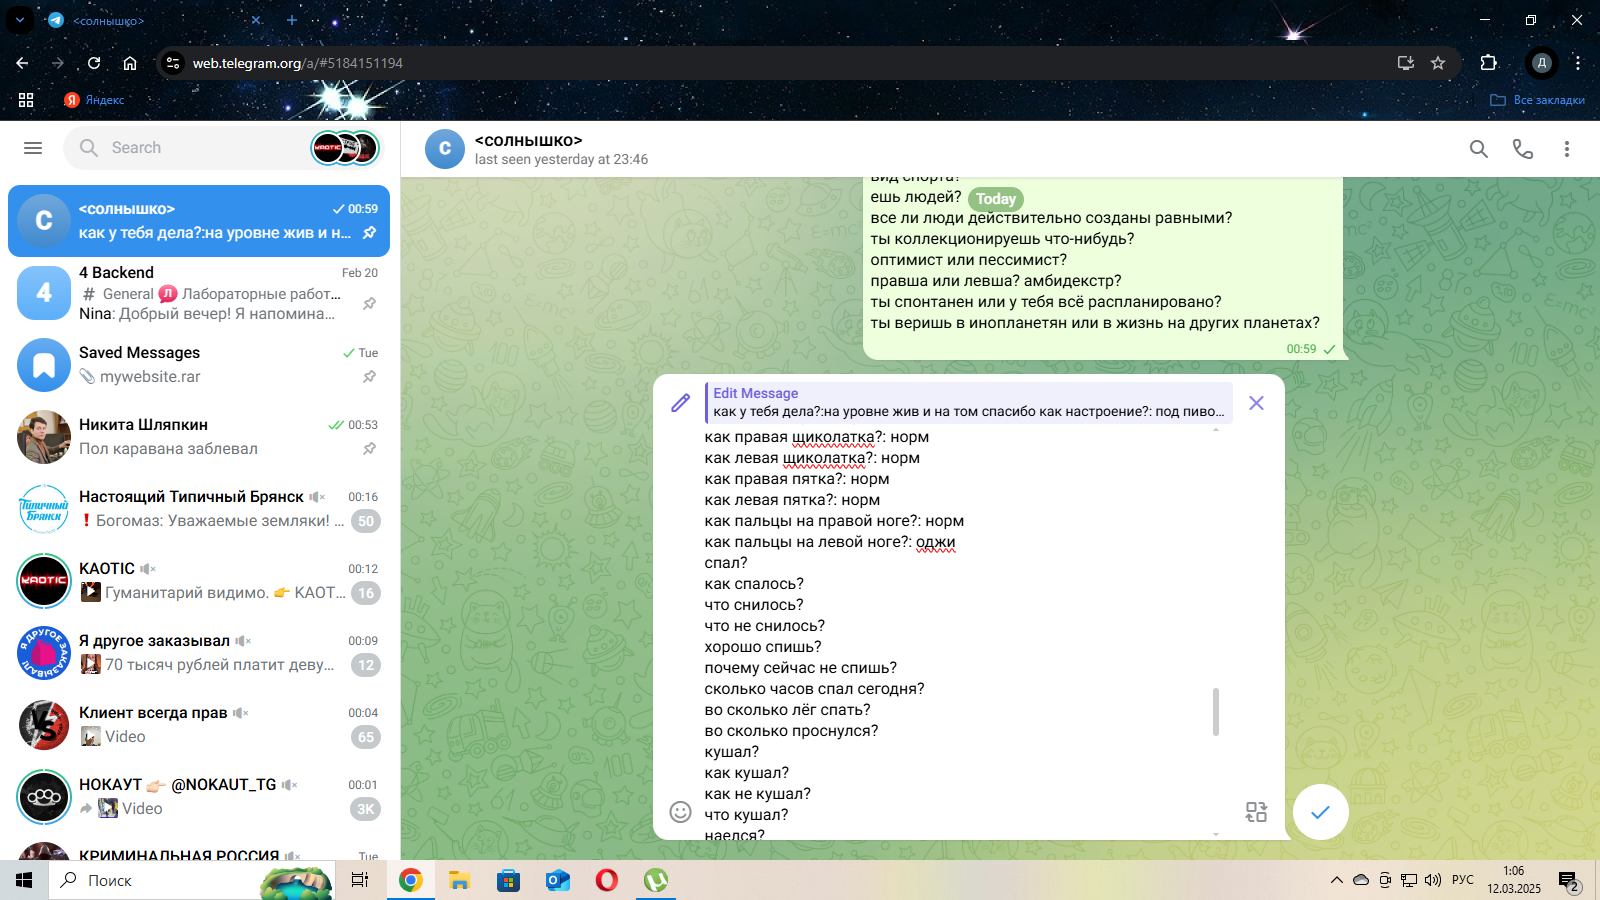 <солнышко>
web.telegram.org/a/#5184151194
Д
Я Яндекс
Все закладки
Search
С
<солнышко>
00:59
как у тебя дела?:на уровне жив и н...
4
4 Backend
Feb 20
# General Л Лабораторные работ...
Nina: Добрый вечер! Я напомина...
Saved Messages
Tue
mywebsite.rar
Никита Шляпкин
00:53
Пол каравана заблевал
Типичный Брянск
Настоящий Типичный Брянск
00:16
❗ Богомаз: Уважаемые земляки! ...
50
KAOTIC
KAOTIC
00:12
Гуманитарий видимо. 👉 KAOT...
16
Я ДРУГОЕ ЗАКАЗЫВАЛ!
Я другое заказывал
00:09
70 тысяч рублей платит деву...
12
VS
Клиент всегда прав
00:04
Video
65
НОКАУТ 👉🏻 @NOKAUT_TG
00:01
Video
3K
КРИМИНАЛЬНАЯ РОССИЯ
Tue
С
<солнышко>
last seen yesterday at 23:46
вид спорта?
ешь людей?
Today
все ли люди действительно созданы равными?
ты коллекционируешь что-нибудь?
оптимист или пессимист?
правша или левша? амбидекстр?
ты спонтанен или у тебя всё распланировано?
ты веришь в инопланетян или в жизнь на других планетах?
00:59
Edit Message
как у тебя дела?:на уровне жив и на том спасибо как настроение?: под пиво...
как правая щиколатка?: норм
как левая щиколатка?: норм
как правая пятка?: норм
как левая пятка?: норм
как пальцы на правой ноге?: норм
как пальцы на левой ноге?: оджи
спал?
как спалось?
что снилось?
что не снилось?
хорошо спишь?
почему сейчас не спишь?
сколько часов спал сегодня?
во сколько лёг спать?
во сколько проснулся?
кушал?
как кушал?
как не кушал?
что кушал?
наелся?
Поиск
РУС
1:06
12.03.2025
2